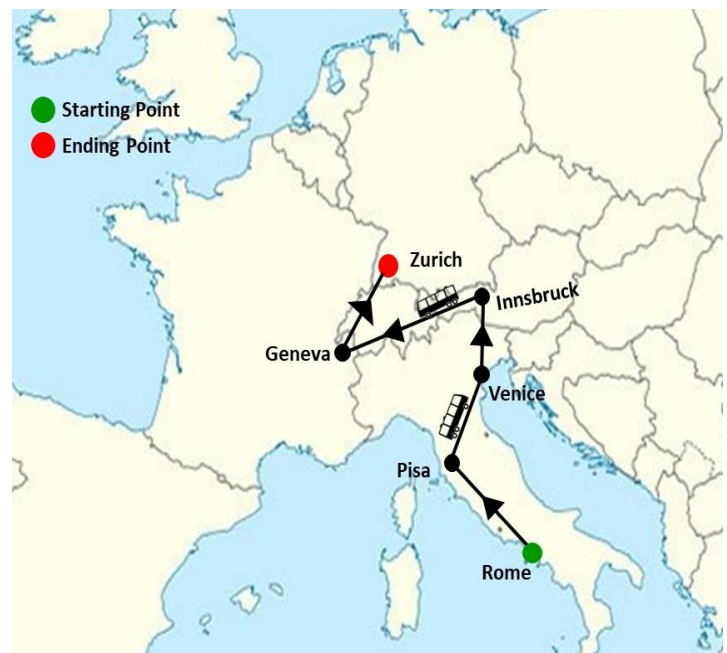 Starting Point
Ending Point
Zurich
Innsbruck
Geneva
Venice
Pisa
Rome